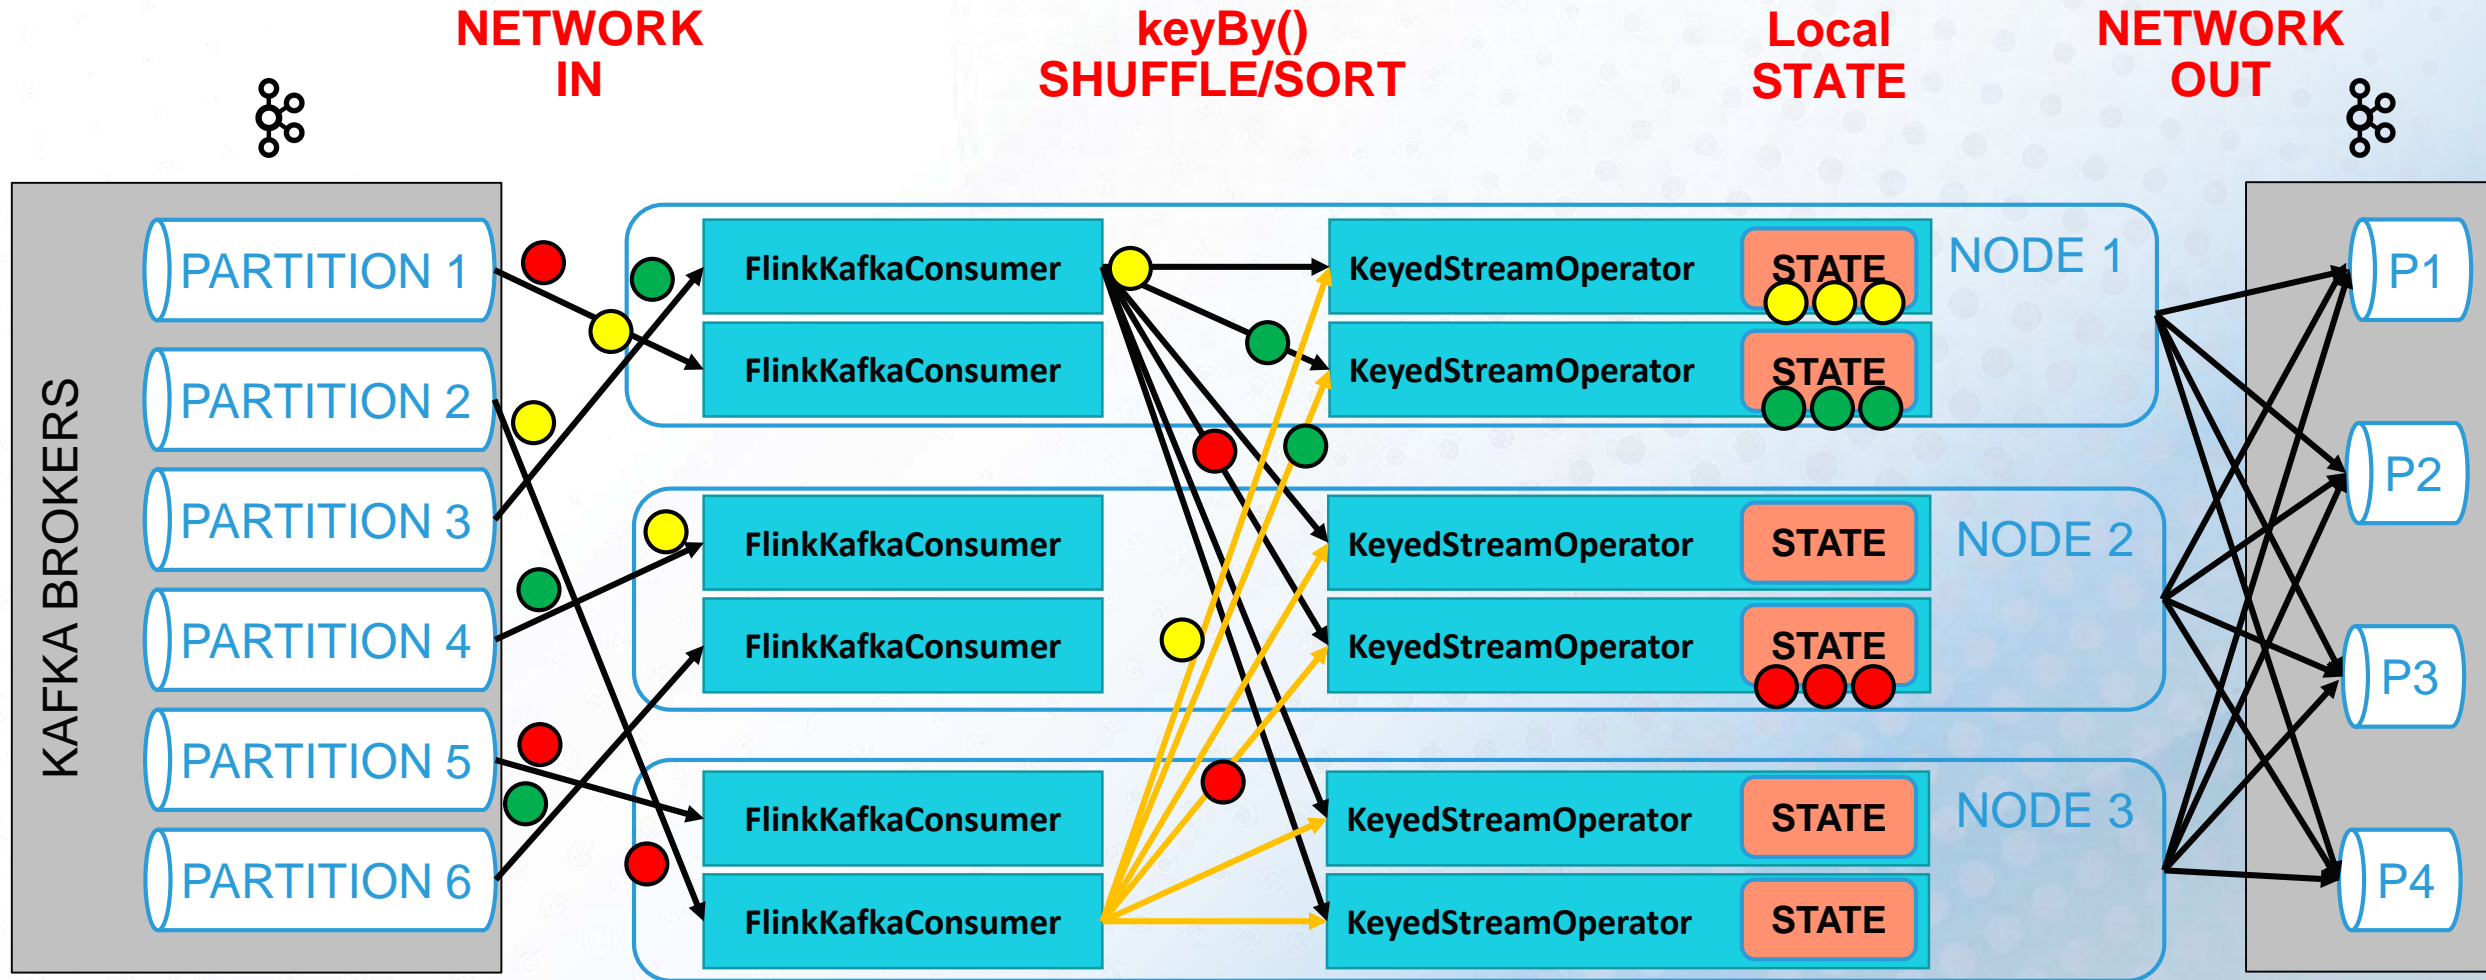 NETWORK
IN
keyBy()
SHUFFLE/SORT
Local
STATE
NETWORK
OUT
KAFKA BROKERS
PARTITION 1
PARTITION 2
PARTITION 3
PARTITION 4
PARTITION 5
PARTITION 6
FlinkKafkaConsumer
KeyedStreamOperator
STATE
NODE 1
FlinkKafkaConsumer
KeyedStreamOperator
STATE
FlinkKafkaConsumer
KeyedStreamOperator
STATE
NODE 2
FlinkKafkaConsumer
KeyedStreamOperator
STATE
FlinkKafkaConsumer
KeyedStreamOperator
STATE
NODE 3
FlinkKafkaConsumer
KeyedStreamOperator
STATE
P1
P2
P3
P4